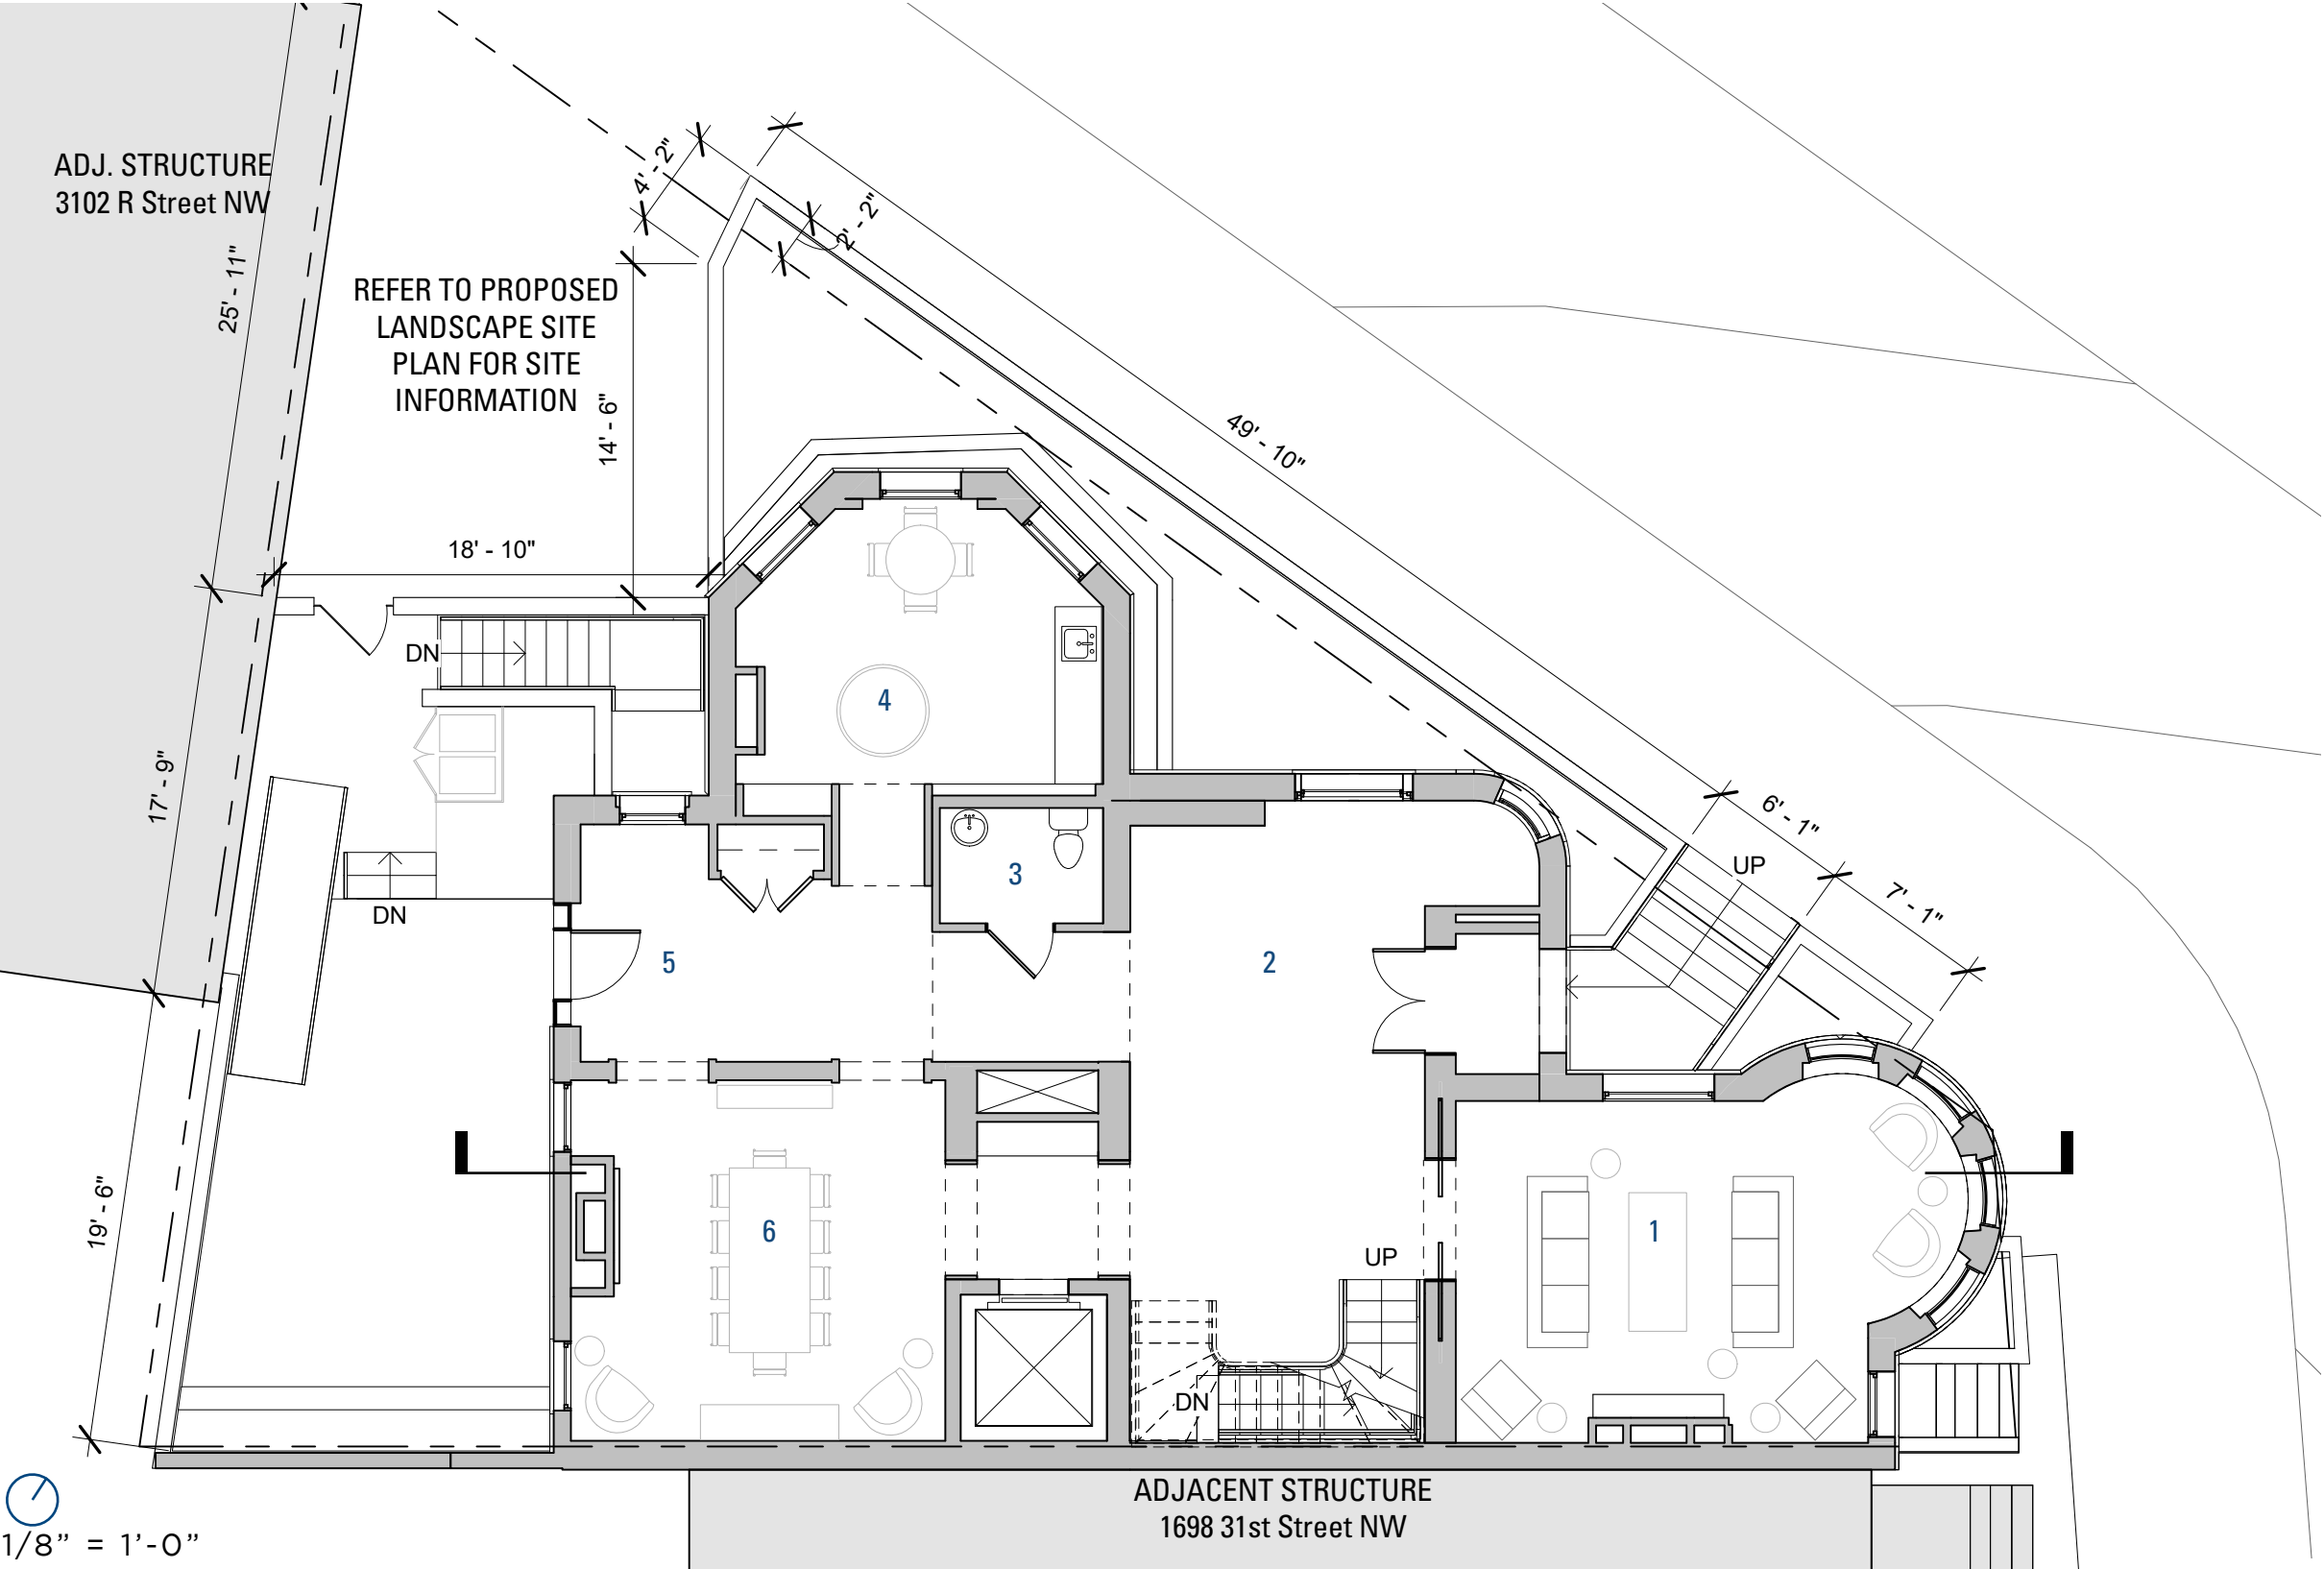 ADJ. STRUCTURE
3102 R Street NW
4' - 2"
2' - 2"
25' - 11"
REFER TO PROPOSED
LANDSCAPE SITE
PLAN FOR SITE
INFORMATION
14' - 6"
49' - 10"
18' - 10"
DN
4
17' - 9"
6' - 1"
UP
3
7' - 1"
DN
5
2
19' - 6"
6
1
UP
DN
ADJACENT STRUCTURE
1698 31st Street NW
1/8” = 1’-0”